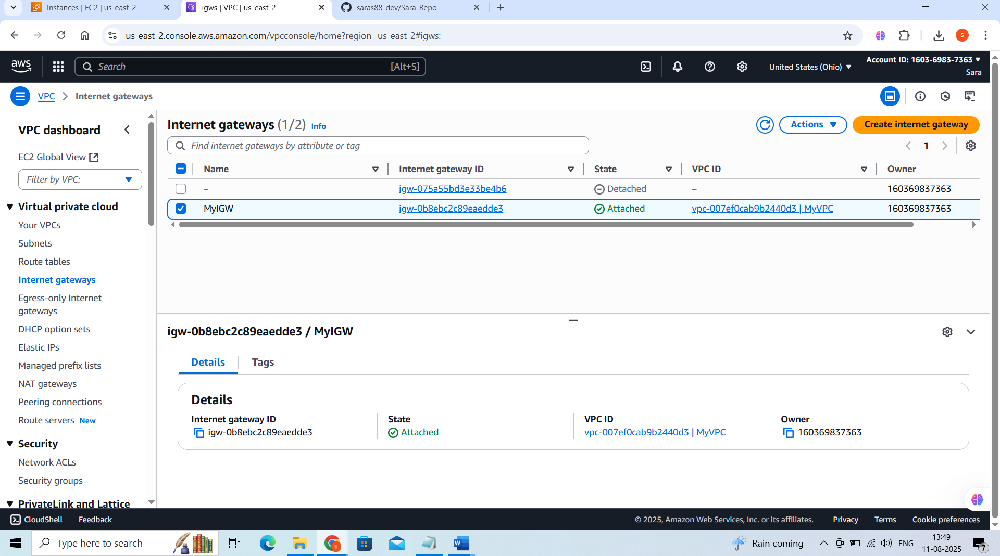 Instances | EC2 | us-east-2
igws | VPC | us-east-2
saras88-dev/Sara_Repo
us-east-2.console.aws.amazon.com/vpcconsole/home?region=us-east-2#igws:
S
aws
Search
[Alt+S]
United States (Ohio)
Account ID: 1603-6983-7363
Sara
VPC
Internet gateways
VPC dashboard
EC2 Global View
Filter by VPC:
Virtual private cloud
Your VPCs
Subnets
Route tables
Internet gateways
Egress-only Internet
gateways
DHCP option sets
Elastic IPs
Managed prefix lists
NAT gateways
Peering connections
Route servers New
Security
Network ACLs
Security groups
PrivateLink and Lattice
Internet gateways (1/2) Info
Actions
Create internet gateway
Find internet gateways by attribute or tag
1
Name Internet gateway ID State VPC ID Owner
– igw-075a55bd3e33be4b6 Detached – 160369837363
MyIGW igw-0b8ebc2c89eaedde3 Attached vpc-007ef0cab9b2440d3 | MyVPC 160369837363
igw-0b8ebc2c89eaedde3 / MyIGW
Details Tags
Details
Internet gateway ID State VPC ID Owner
igw-0b8ebc2c89eaedde3 Attached vpc-007ef0cab9b2440d3 | MyVPC 160369837363
CloudShell Feedback © 2025, Amazon Web Services, Inc. or its affiliates. Privacy Terms Cookie preferences
Type here to search
Rain coming
ENG
13:49
11-08-2025
7